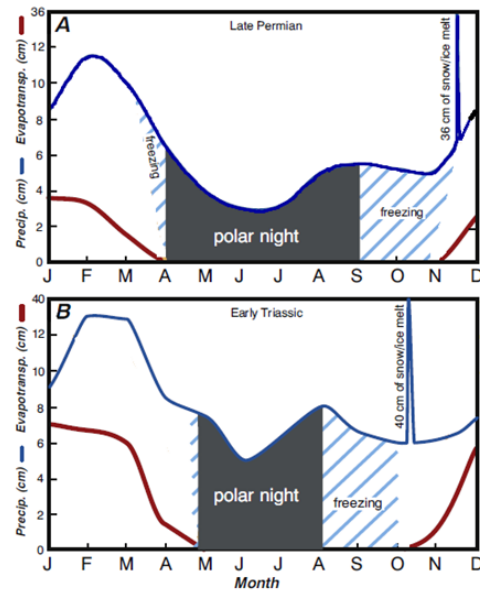 A
Late Permian
Precip. (cm) Evapotransp. (cm)
36
12
10
8
6
4
2
0
freezing
polar night
freezing
36 cm of snow/ice melt
J F M A M J J A S O N D
B
Early Triassic
Precip. (cm) Evapotransp. (cm)
40
12
10
8
6
4
2
0
polar night
freezing
40 cm of snow/ice melt
J F M A M J J A S O N D
Month